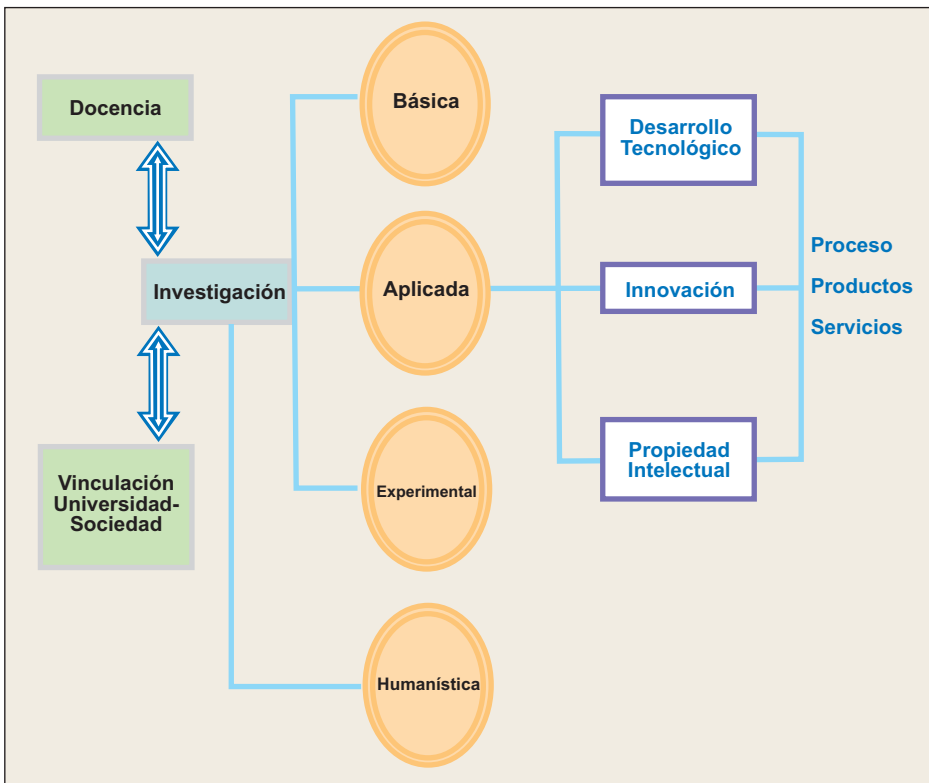 Docencia
Investigación
Vinculación
Universidad-
Sociedad
Básica
Aplicada
Experimental
Humanística
Desarrollo
Tecnológico
Innovación
Propiedad
Intelectual
Proceso
Productos
Servicios